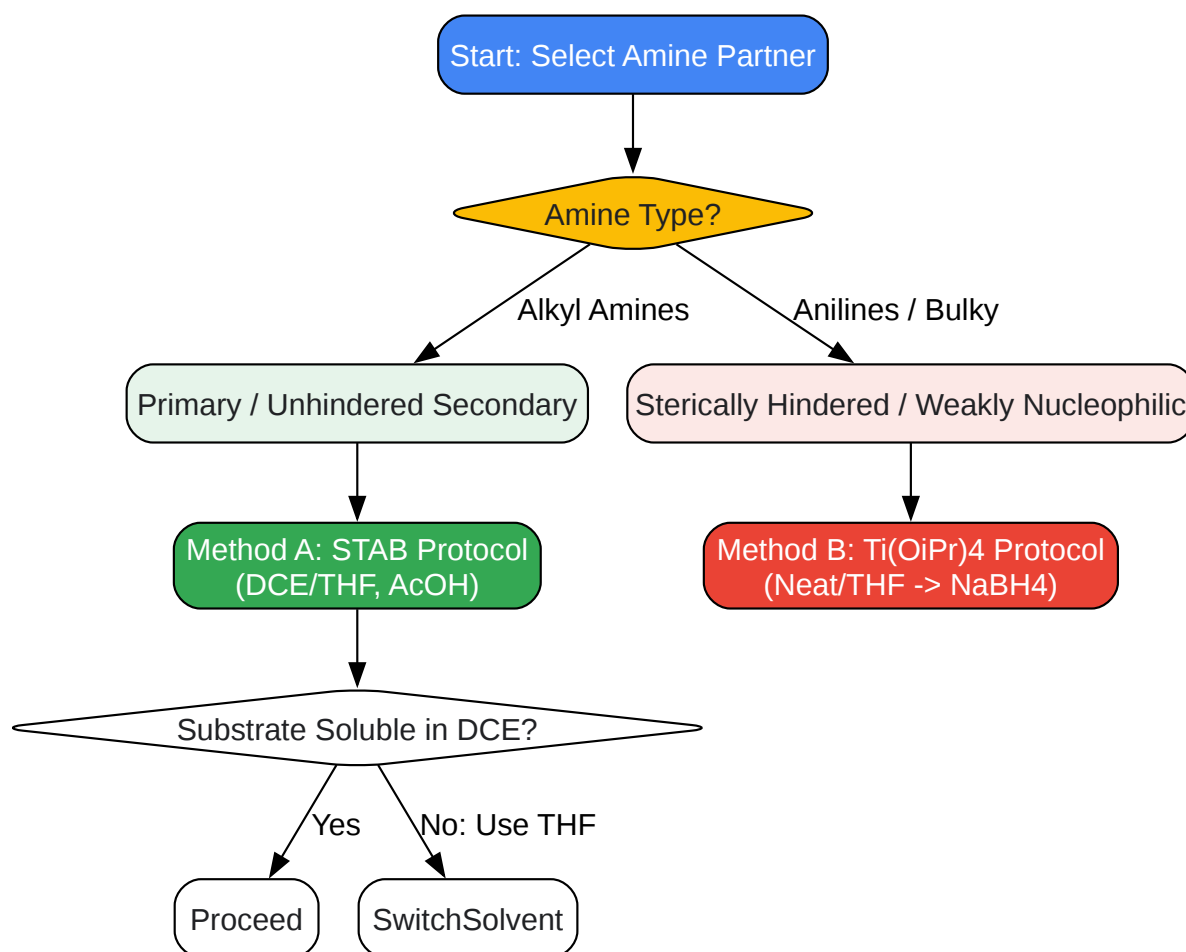 Start: Select Amine Partner
Amine Type?
Alkyl Amines
Anilines / Bulky
Primary / Unhindered Secondary
Sterically Hindered / Weakly Nucleophilic
Method A: STAB Protocol
(DCE/THF, AcOH)
Method B: Ti(OiPr)4 Protocol
(Neat/THF -> NaBH4)
Substrate Soluble in DCE?
Yes
No: Use THF
Proceed
SwitchSolvent